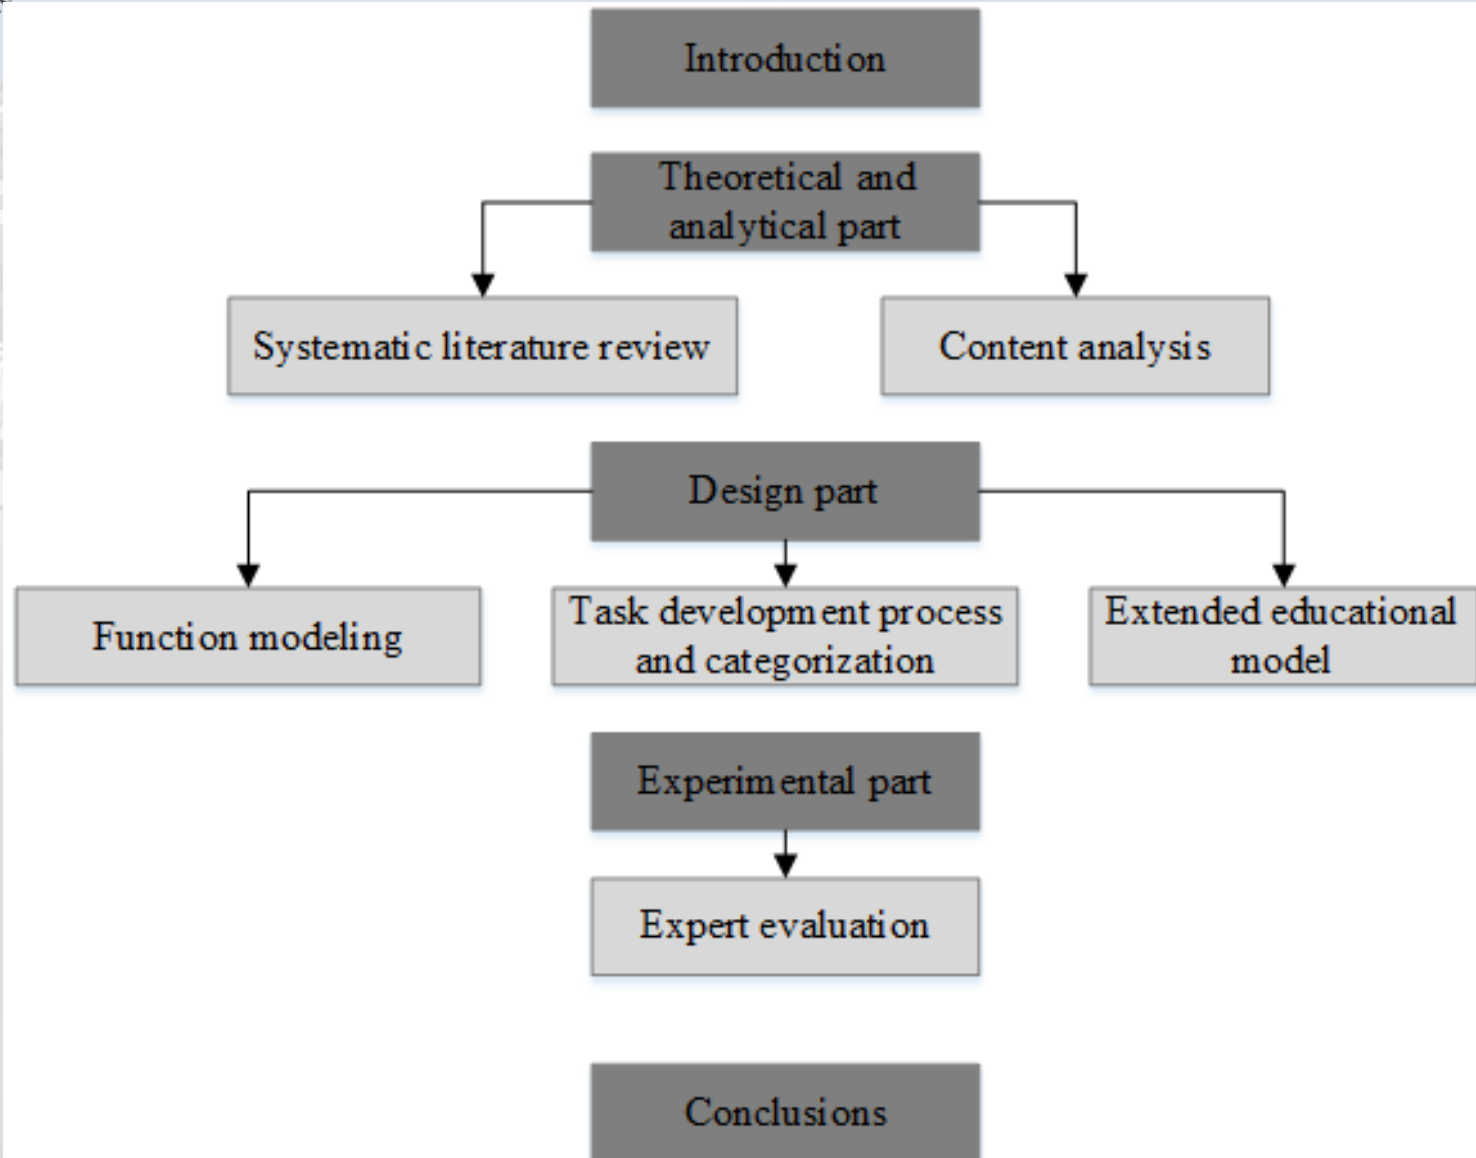 Introduction
Theoretical and
analytical part
Systematic literature review
Content analysis
Design part
Function modeling
Task development process
and categorization
Extended educational
model
Experimental part
Expert evaluation
Conclusions